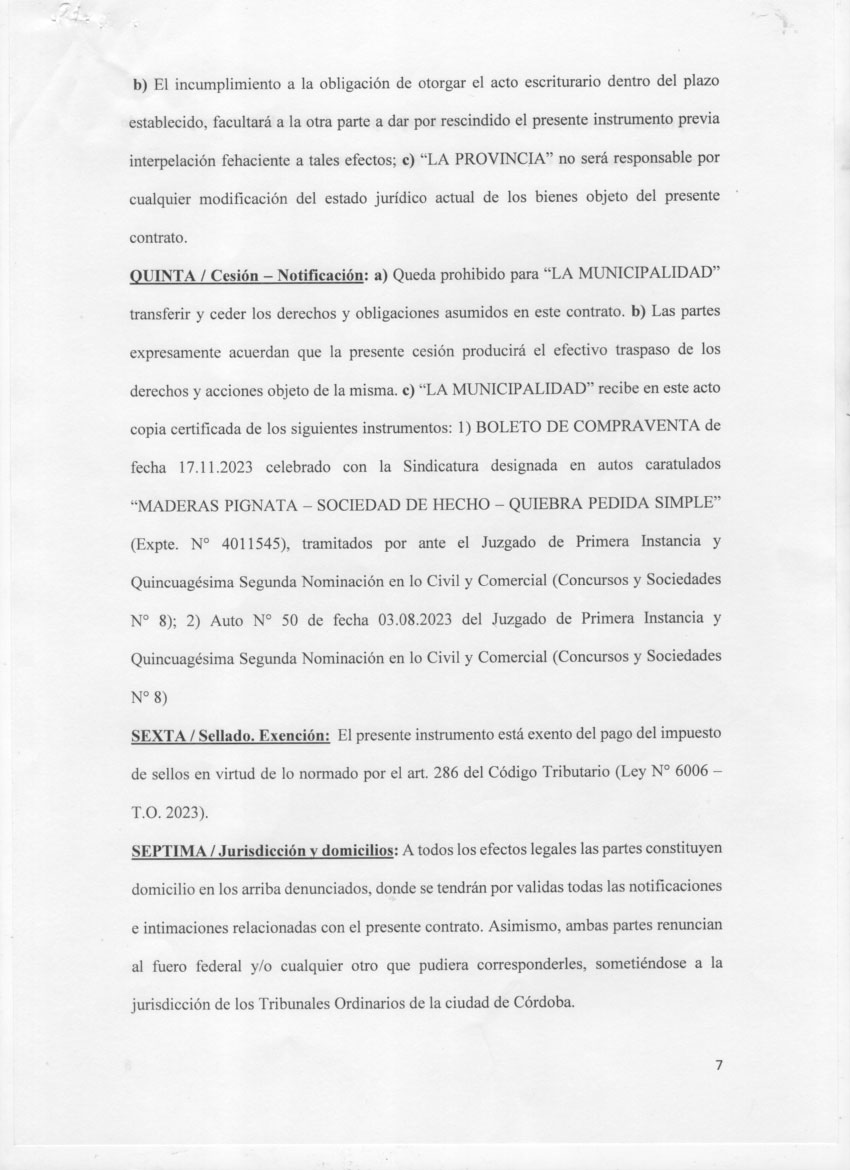 b) El incumplimiento a la obligación de otorgar el acto escriturario dentro del plazo
establecido, facultará a la otra parte a dar por rescindido el presente instrumento previa
interpelación fehaciente a tales efectos; c) “LA PROVINCIA” no será responsable por
cualquier modificación del estado jurídico actual de los bienes objeto del presente
contrato.
QUINTA / Cesión – Notificación: a) Queda prohibido para “LA MUNICIPALIDAD”
transferir y ceder los derechos y obligaciones asumidos en este contrato. b) Las partes
expresamente acuerdan que la presente cesión producirá el efectivo traspaso de los
derechos y acciones objeto de la misma. c) “LA MUNICIPALIDAD” recibe en este acto
copia certificada de los siguientes instrumentos: 1) BOLETO DE COMPRAVENTA de
fecha 17.11.2023 celebrado con la Sindicatura designada en autos caratulados
“MADERAS PIGNATA – SOCIEDAD DE HECHO – QUIEBRA PEDIDA SIMPLE”
(Expte. N° 4011545), tramitados por ante el Juzgado de Primera Instancia y
Quincuagésima Segunda Nominación en lo Civil y Comercial (Concursos y Sociedades
N° 8); 2) Auto N° 50 de fecha 03.08.2023 del Juzgado de Primera Instancia y
Quincuagésima Segunda Nominación en lo Civil y Comercial (Concursos y Sociedades
N° 8)
SEXTA / Sellado. Exención: El presente instrumento está exento del pago del impuesto
de sellos en virtud de lo normado por el art. 286 del Código Tributario (Ley N° 6006 –
T.O. 2023).
SEPTIMA / Jurisdicción y domicilios: A todos los efectos legales las partes constituyen
domicilio en los arriba denunciados, donde se tendrán por validas todas las notificaciones
e intimaciones relacionadas con el presente contrato. Asimismo, ambas partes renuncian
al fuero federal y/o cualquier otro que pudiera corresponderles, sometiéndose a la
jurisdicción de los Tribunales Ordinarios de la ciudad de Córdoba.
7